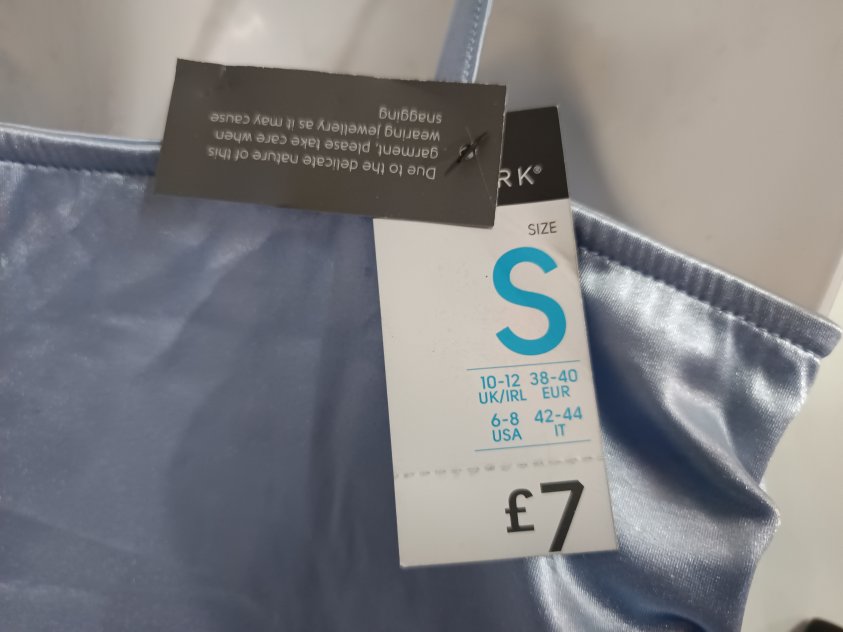 Due to the delicate nature of this
garment, please take care when
wearing jewellery as it may cause
snagging
RK®
SIZE
S
10-12 38-40
UK/IRL EUR
6-8 42-44
USA IT
£7